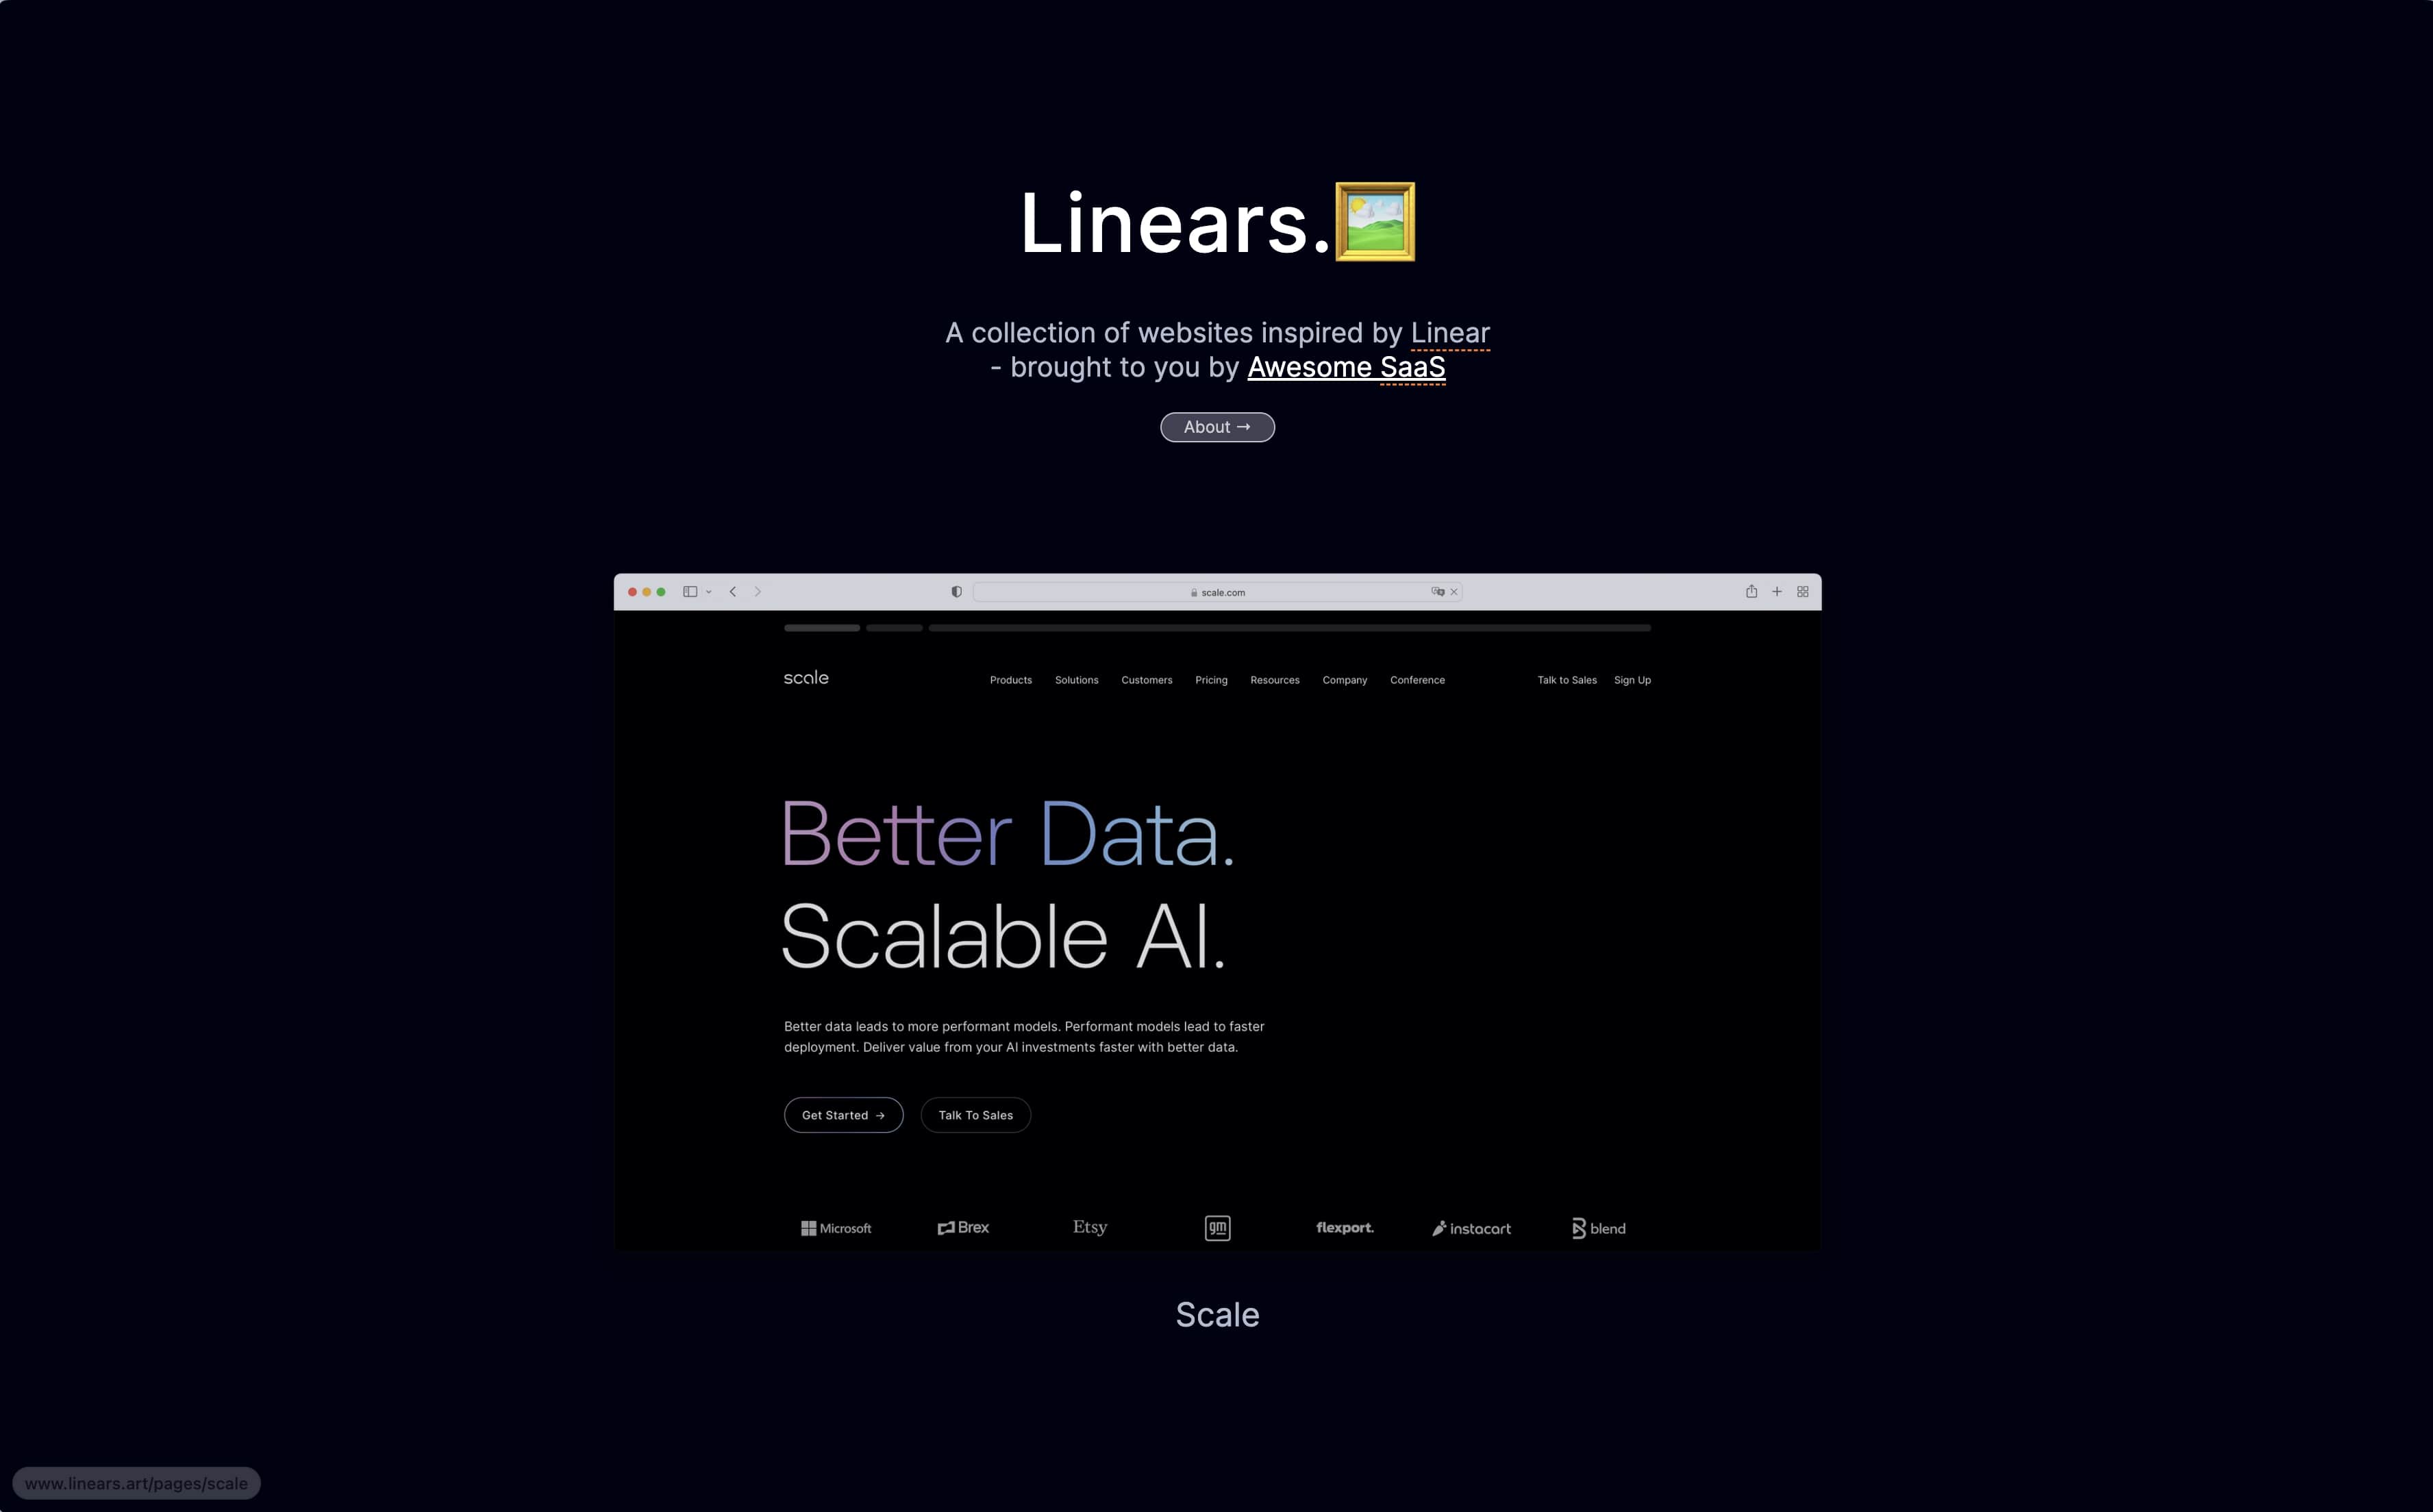 Linears.
A collection of websites inspired by Linear
- brought to you by Awesome SaaS
About →
scale.com
scale
Products Solutions Customers Pricing Resources Company Conference Talk to Sales Sign Up
Better Data.
Scalable AI.
Better data leads to more performant models. Performant models lead to faster
deployment. Deliver value from your AI investments faster with better data.
Get Started → Talk To Sales
Microsoft Brex Etsy gm flexport. instacart blend
Scale
www.linears.art/pages/scale